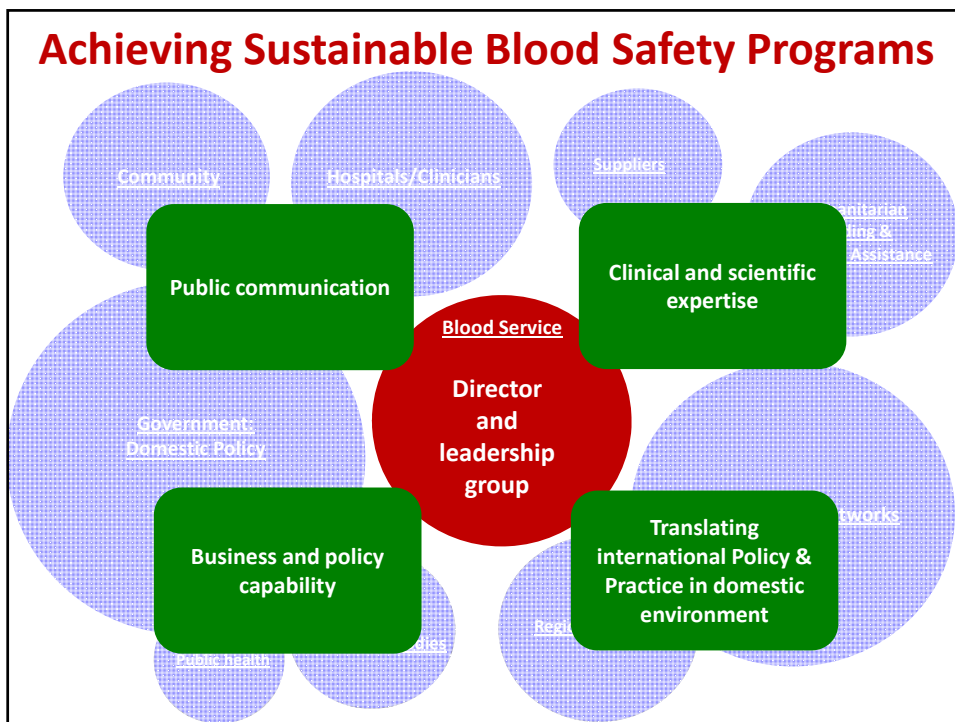 Achieving Sustainable Blood Safety Programs
Community
Hospitals/Clinicians
Suppliers
Assistance
Public communication
Clinical and scientific
expertise
Blood Service
Director
and
leadership
group
Government:
Domestic Policy
Business and policy
capability
Translating
international Policy &
Practice in domestic
environment
Public health